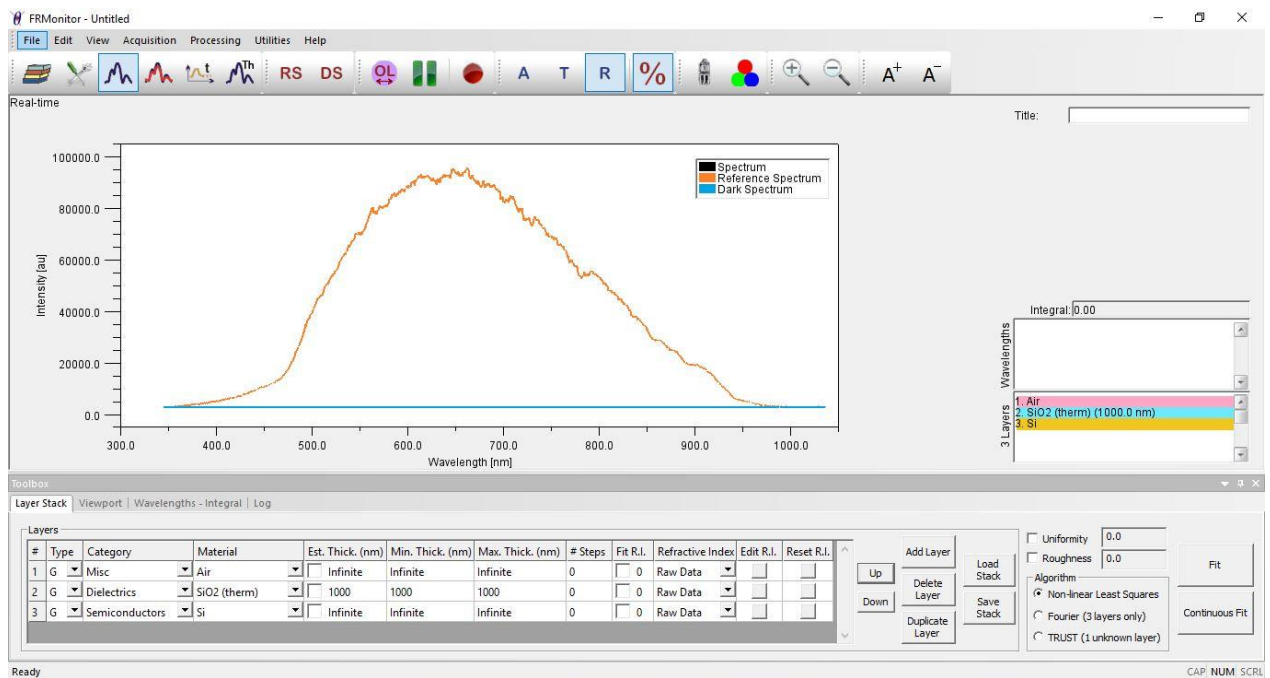 FRMonitor - Untitled
File Edit View Acquisition Processing Utilities Help
t Th RS DS OL A T R % A+ A-
Real-time
Title:
100000.0
80000.0
60000.0
40000.0
20000.0
0.0
Intensity [au]
Spectrum
Reference Spectrum
Dark Spectrum
300.0 400.0 500.0 600.0 700.0 800.0 900.0 1000.0
Wavelength [nm]
Integral: 0.00
Wavelengths
3 Layers
1. Air
2. SiO2 (therm) (1000.0 nm)
3. Si
Toolbox
Layer Stack Viewport Wavelengths - Integral Log
Layers
# Type Category Material Est. Thick. (nm) Min. Thick. (nm) Max. Thick. (nm) # Steps Fit R.I. Refractive Index Edit R.I. Reset R.I.
1 G Misc Air Infinite Infinite Infinite 0 0 Raw Data
2 G Dielectrics SiO2 (therm) 1000 1000 1000 0 0 Raw Data
3 G Semiconductors Si Infinite Infinite Infinite 0 0 Raw Data
Up
Down
Add Layer
Delete
Layer
Duplicate
Layer
Load
Stack
Save
Stack
Uniformity 0.0
Roughness 0.0
Algorithm
Non-linear Least Squares
Fourier (3 layers only)
TRUST (1 unknown layer)
Fit
Continuous Fit
Ready
CAP NUM SCRL